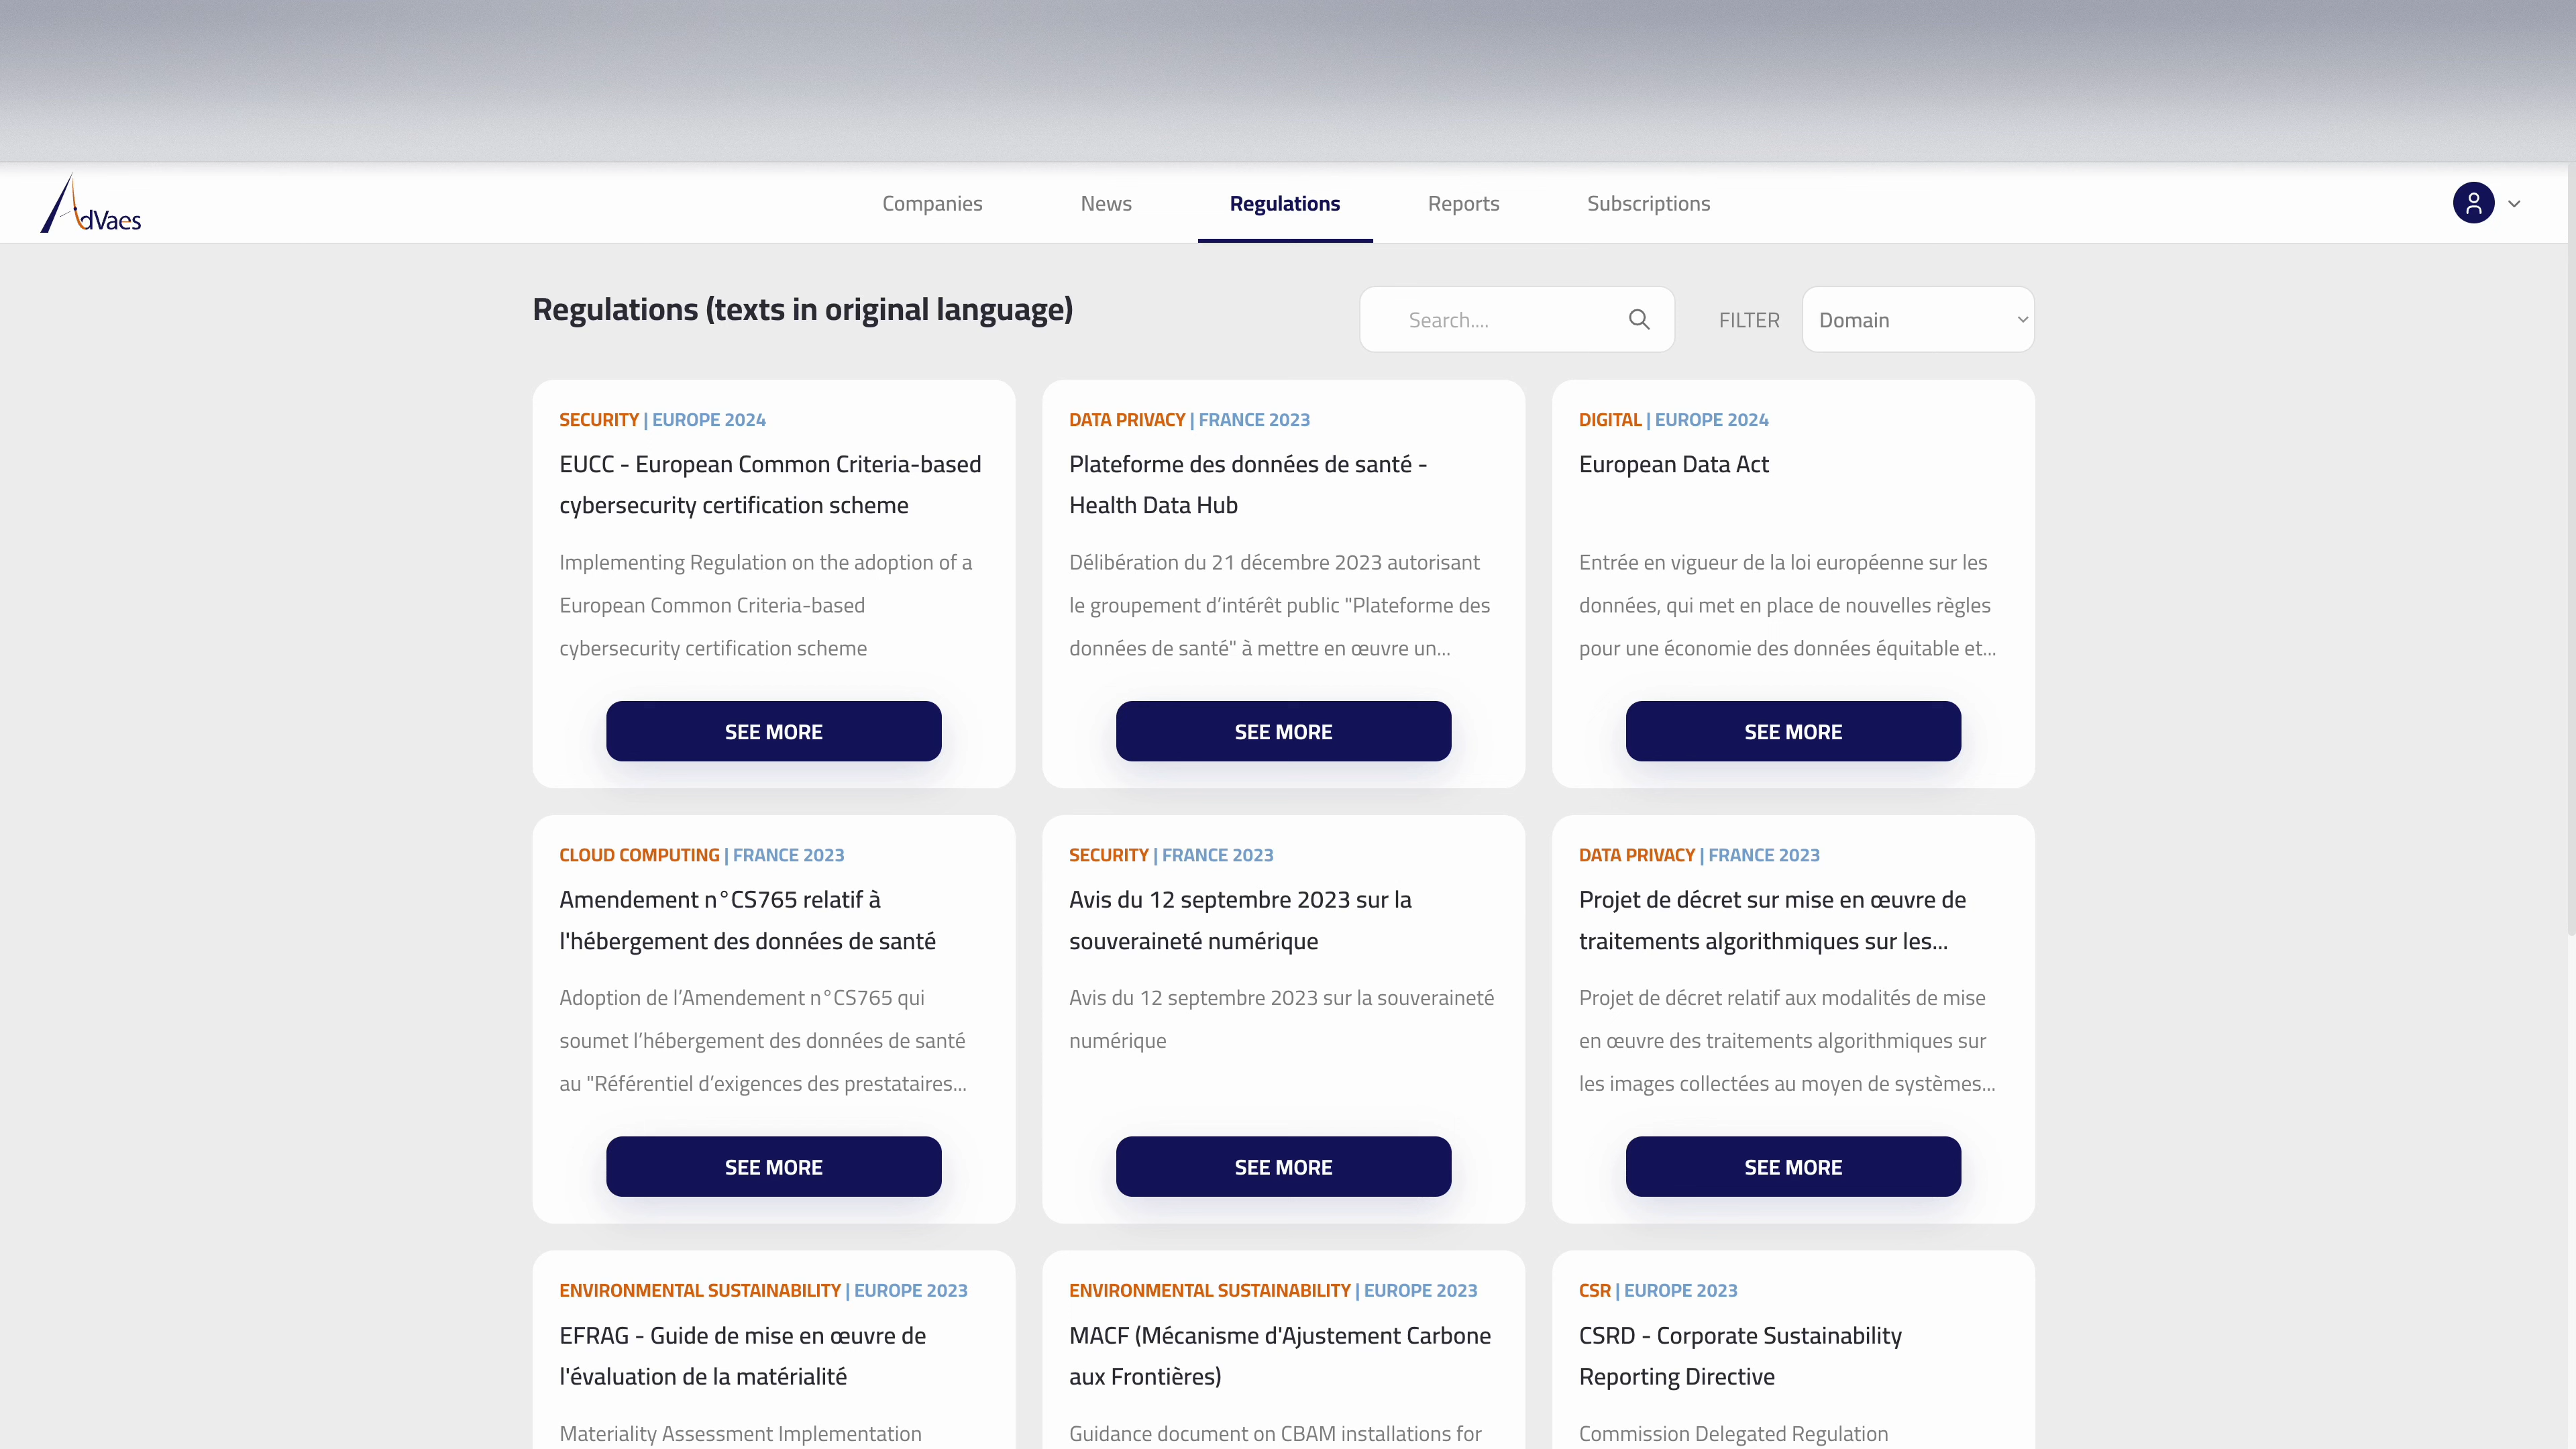 AdVaes
Companies
News
Regulations
Reports
Subscriptions
Regulations (texts in original language)
Search....
FILTER
Domain
SECURITY | EUROPE 2024
EUCC - European Common Criteria-based
cybersecurity certification scheme
Implementing Regulation on the adoption of a
European Common Criteria-based
cybersecurity certification scheme
SEE MORE
DATA PRIVACY | FRANCE 2023
Plateforme des données de santé -
Health Data Hub
Délibération du 21 décembre 2023 autorisant
le groupement d’intérêt public "Plateforme des
données de santé" à mettre en œuvre un...
SEE MORE
DIGITAL | EUROPE 2024
European Data Act
Entrée en vigueur de la loi européenne sur les
données, qui met en place de nouvelles règles
pour une économie des données équitable et...
SEE MORE
CLOUD COMPUTING | FRANCE 2023
Amendement n°CS765 relatif à
l'hébergement des données de santé
Adoption de l’Amendement n°CS765 qui
soumet l’hébergement des données de santé
au "Référentiel d’exigences des prestataires...
SEE MORE
SECURITY | FRANCE 2023
Avis du 12 septembre 2023 sur la
souveraineté numérique
Avis du 12 septembre 2023 sur la souveraineté
numérique
SEE MORE
DATA PRIVACY | FRANCE 2023
Projet de décret sur mise en œuvre de
traitements algorithmiques sur les...
Projet de décret relatif aux modalités de mise
en œuvre des traitements algorithmiques sur
les images collectées au moyen de systèmes...
SEE MORE
ENVIRONMENTAL SUSTAINABILITY | EUROPE 2023
EFRAG - Guide de mise en œuvre de
l'évaluation de la matérialité
Materiality Assessment Implementation
ENVIRONMENTAL SUSTAINABILITY | EUROPE 2023
MACF (Mécanisme d'Ajustement Carbone
aux Frontières)
Guidance document on CBAM installations for
CSR | EUROPE 2023
CSRD - Corporate Sustainability
Reporting Directive
Commission Delegated Regulation